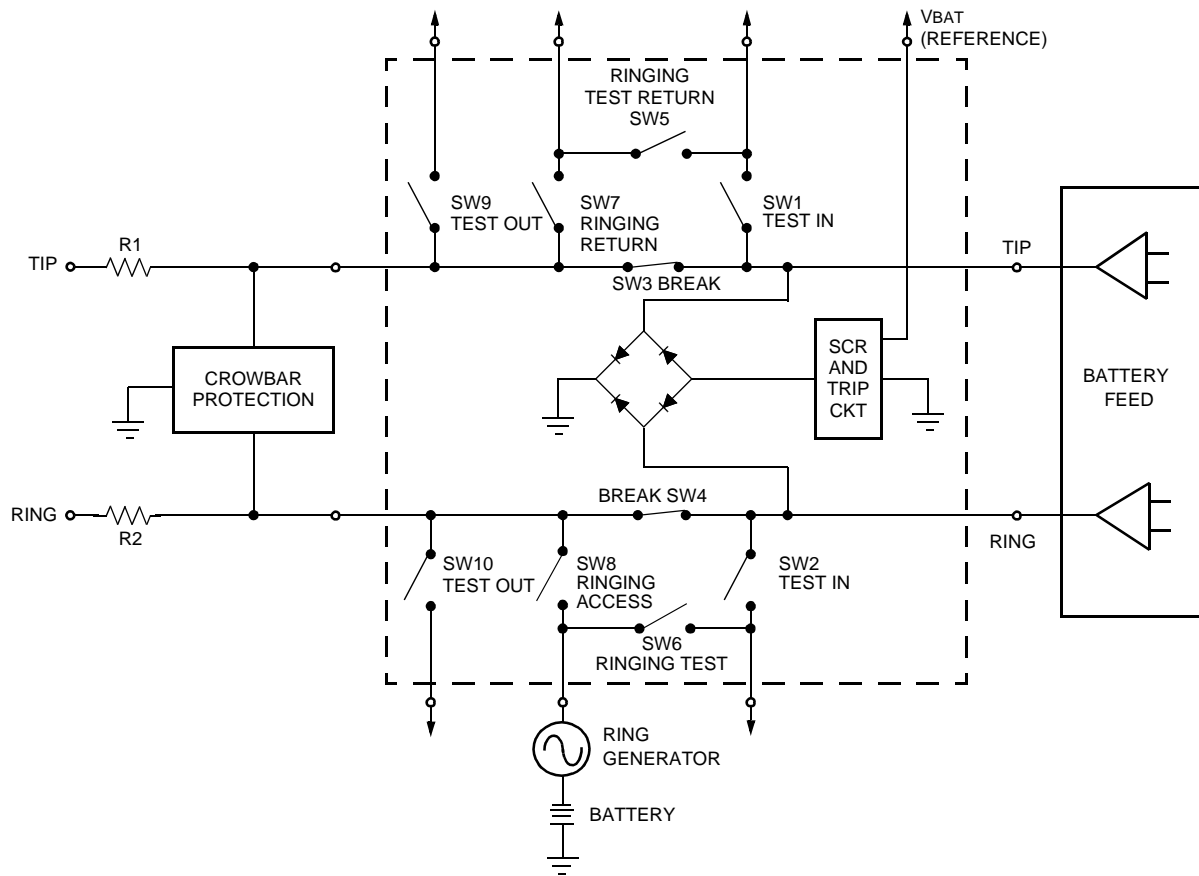 VBAT
(REFERENCE)
RINGING
TEST RETURN
SW5
SW9
TEST OUT
SW7
RINGING
RETURN
SW1
TEST IN
R1
TIP
TIP
SW3 BREAK
CROWBAR
PROTECTION
SCR
AND
TRIP
CKT
BATTERY
FEED
BREAK SW4
RING
R2
RING
SW10
TEST OUT
SW8
RINGING
ACCESS
SW2
TEST IN
SW6
RINGING TEST
RING
GENERATOR
BATTERY